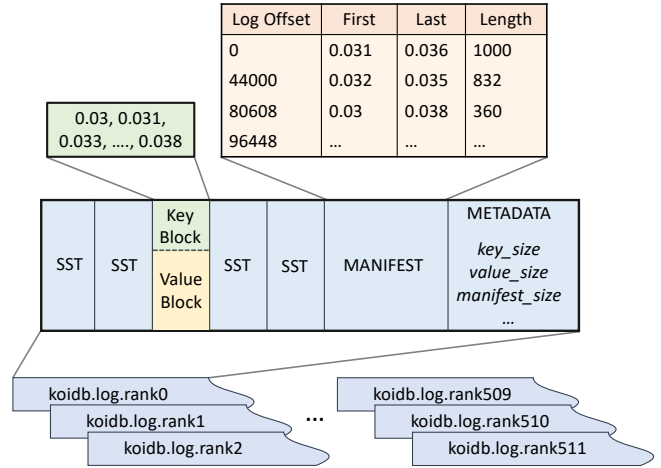 Log Offset First Last Length
0 0.031 0.036 1000
44000 0.032 0.035 832
80608 0.03 0.038 360
96448 ... ... ...
0.03, 0.031,
0.033, ...., 0.038
SST SST Key Block Value Block SST SST MANIFEST METADATA
key_size
value_size
manifest_size
...
koidb.log.rank0
koidb.log.rank1
koidb.log.rank2
...
koidb.log.rank509
koidb.log.rank510
koidb.log.rank511